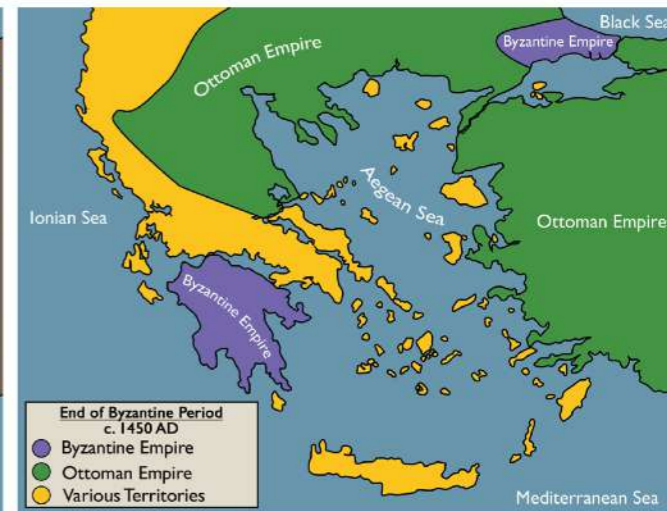 Black Sea
Byzantine Empire
Ottoman Empire
Aegean Sea
Ionian Sea
Ottoman Empire
Byzantine Empire
End of Byzantine Period
c. 1450 AD
Byzantine Empire
Ottoman Empire
Various Territories
Mediterranean Sea